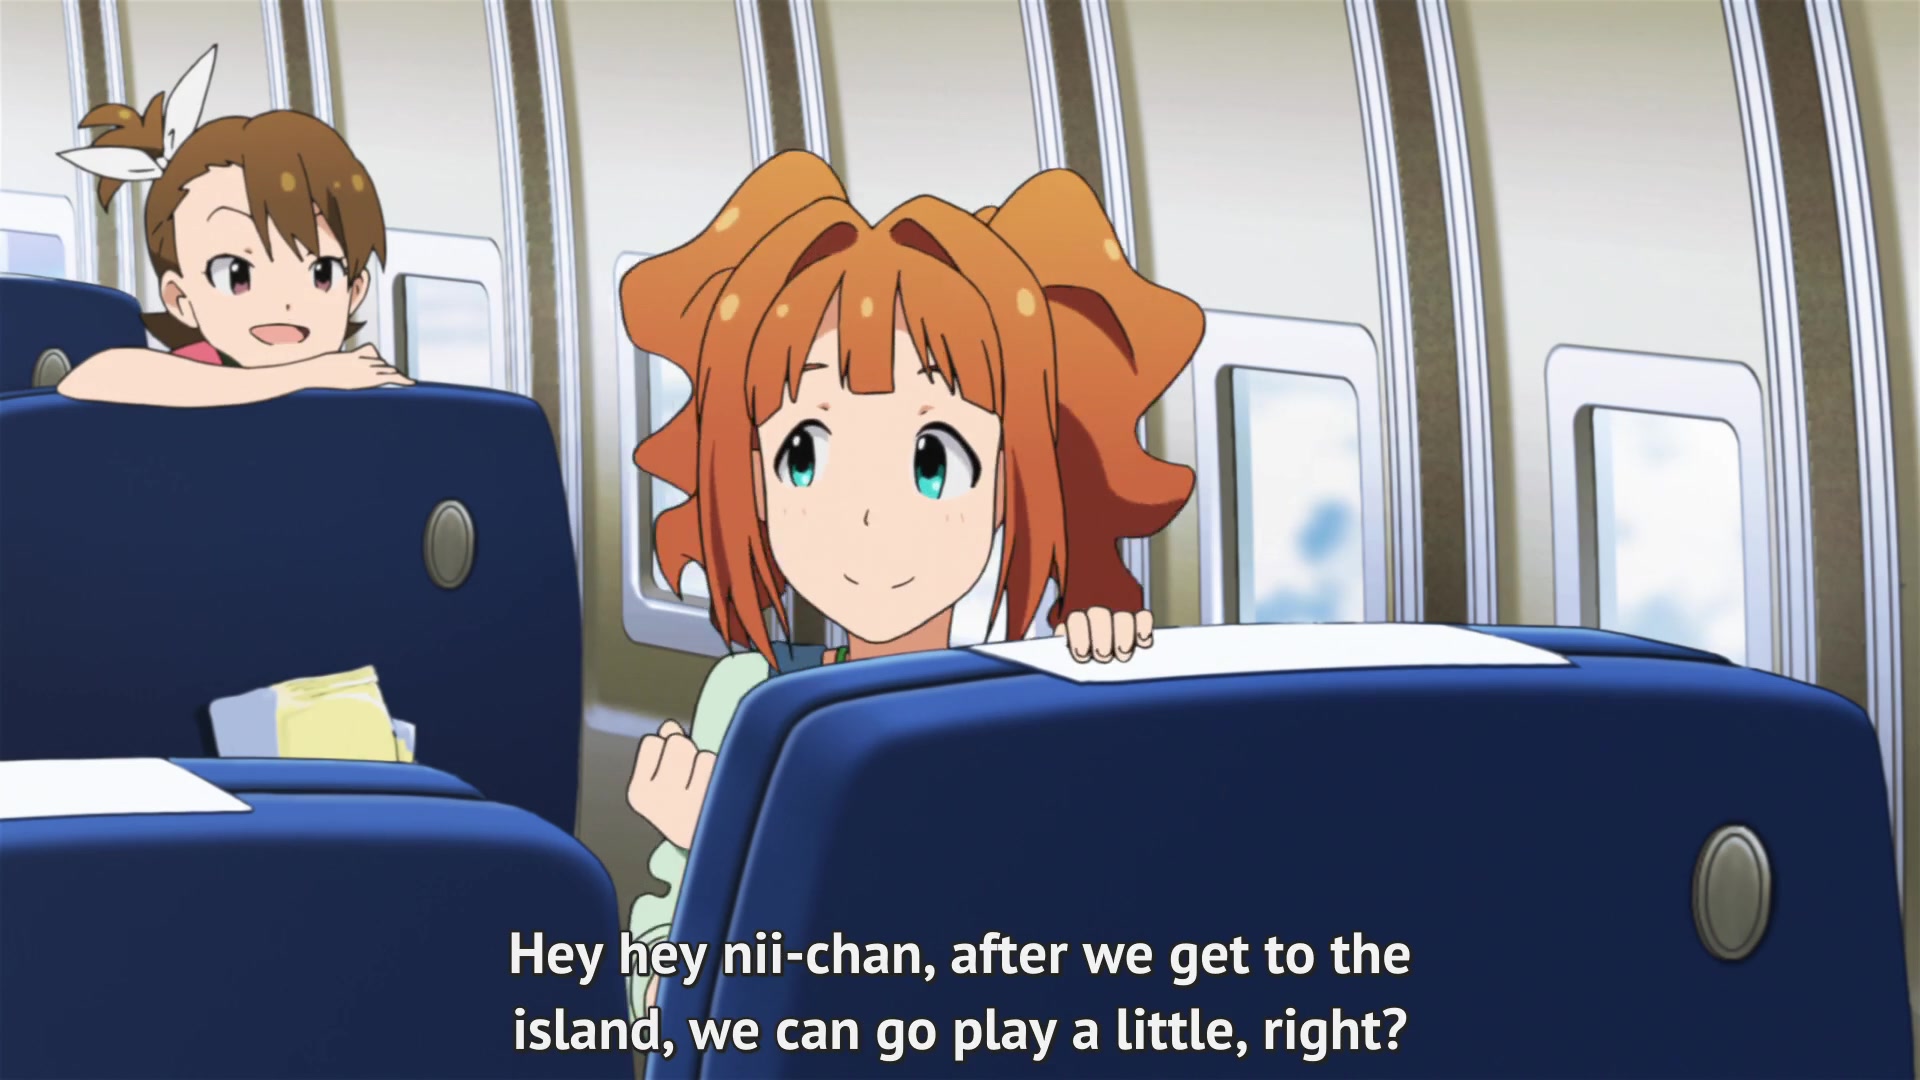 Hey hey nii-chan, after we get to the
island, we can go play a little, right?